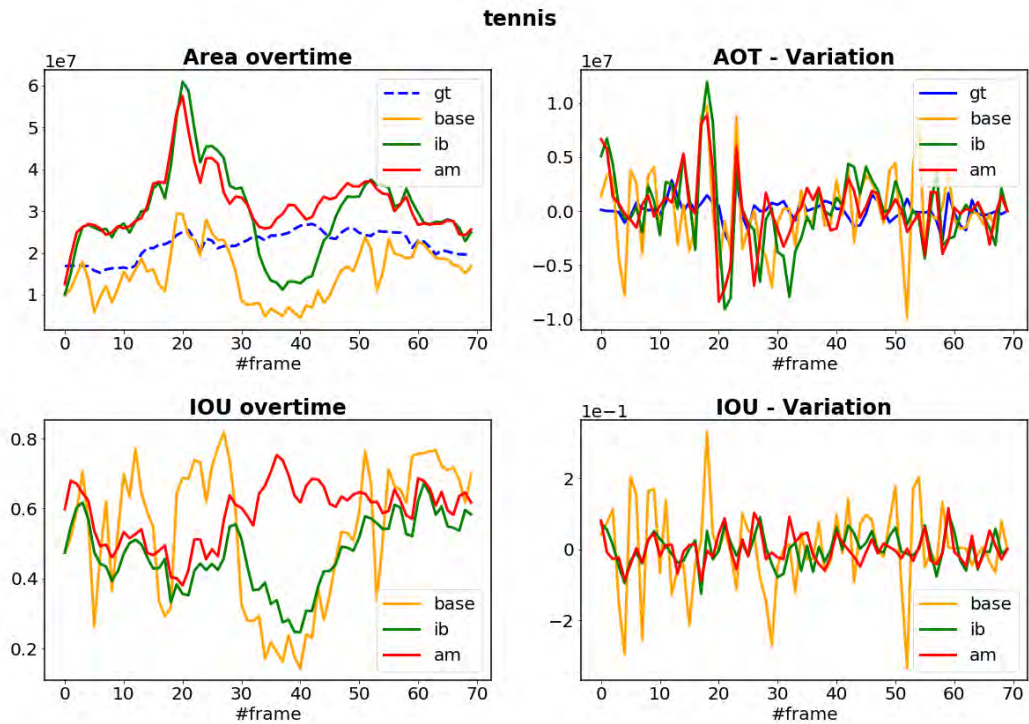 tennis
Area overtime
1e7
6
5
4
3
2
1
0 10 20 30 40 50 60 70
#frame
gt
base
ib
am
AOT - Variation
1e7
1.0
0.5
0.0
−0.5
−1.0
0 10 20 30 40 50 60 70
#frame
gt
base
ib
am
IOU overtime
0.8
0.6
0.4
0.2
0 10 20 30 40 50 60 70
#frame
base
ib
am
IOU - Variation
1e−1
2
0
−2
0 10 20 30 40 50 60 70
#frame
base
ib
am